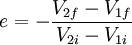 e = -\frac{V_{2f} - V_{1f}}{V_{2i} - V_{1i}}